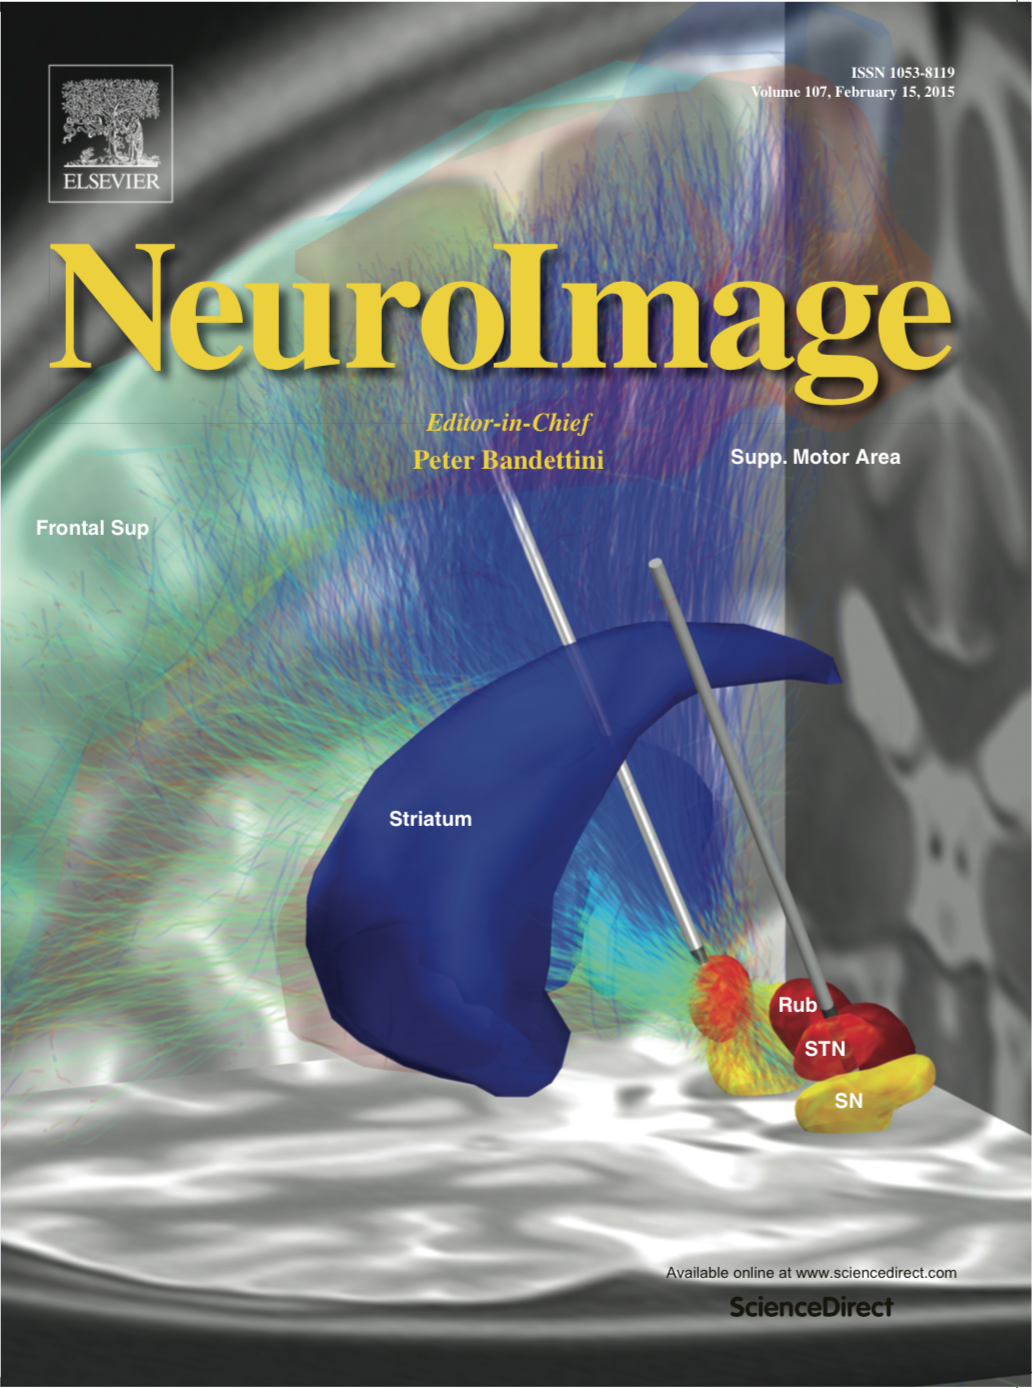 ISSN 1053-8119
Volume 107, February 15, 2015
ELSEVIER
NEUROIMAGE
Editor-in-Chief
Peter Bandettini
Supp. Motor Area
Frontal Sup
Striatum
Rub
STN
SN
Available online at www.sciencedirect.com
ScienceDirect